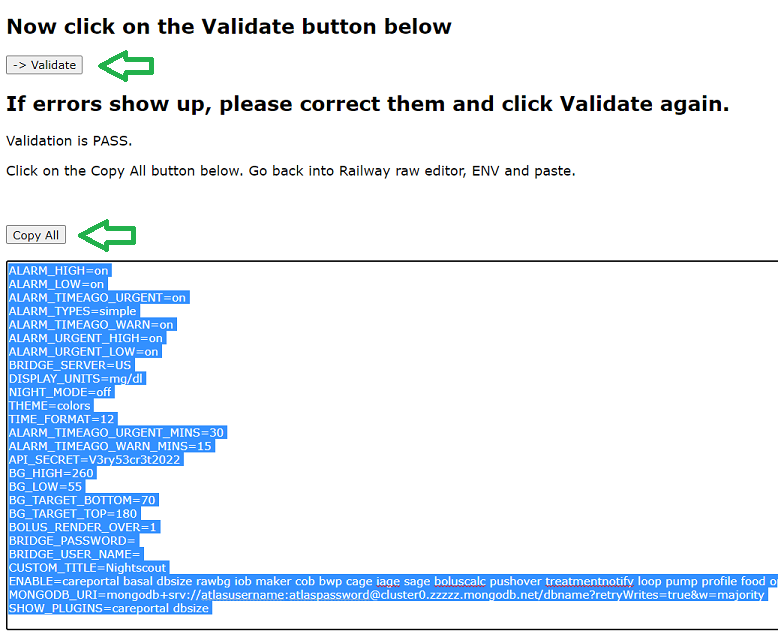 Now click on the Validate button below
-> Validate
If errors show up, please correct them and click Validate again.
Validation is PASS.
Click on the Copy All button below. Go back into Railway raw editor, ENV and paste.
Copy All
ALARM_HIGH=on
ALARM_LOW=on
ALARM_TIMEAGO_URGENT=on
ALARM_TYPES=simple
ALARM_TIMEAGO_WARN=on
ALARM_URGENT_HIGH=on
ALARM_URGENT_LOW=on
BRIDGE_SERVER=US
DISPLAY_UNITS=mg/dl
NIGHT_MODE=off
THEME=colors
TIME_FORMAT=12
ALARM_TIMEAGO_URGENT_MINS=30
ALARM_TIMEAGO_WARN_MINS=15
API_SECRET=V3ry53cr3t2022
BG_HIGH=260
BG_LOW=55
BG_TARGET_BOTTOM=70
BG_TARGET_TOP=180
BOLUS_RENDER_OVER=1
BRIDGE_PASSWORD=
BRIDGE_USER_NAME=
CUSTOM_TITLE=Nightscout
ENABLE=careportal basal dbsize rawbg iob maker cob bwp cage iage sage boluscalc pushover treatmentnotify loop pump profile food o
MONGODB_URI=mongodb+srv://atlasusername:atlaspassword@cluster0.zzzzz.mongodb.net/dbname?retryWrites=true&w=majority
SHOW_PLUGINS=careportal dbsize